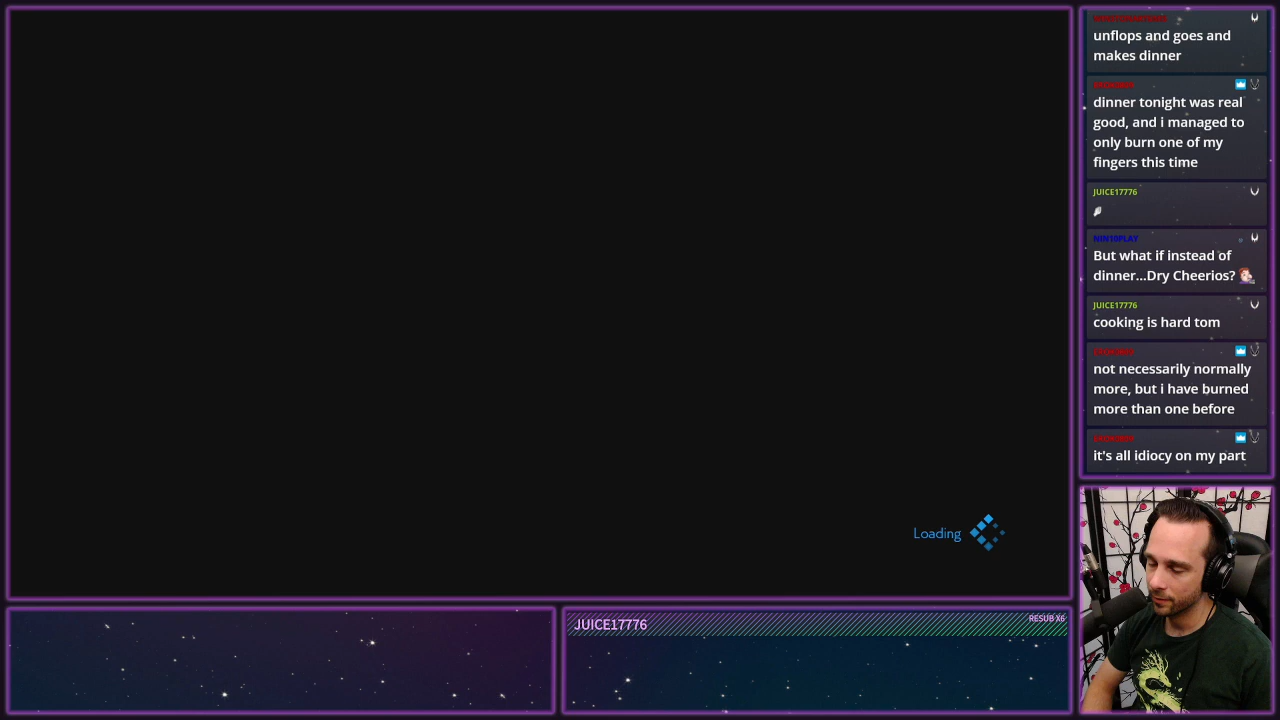 unflops and goes and
makes dinner
dinner tonight was real
good, and i managed to
only burn one of my
fingers this time
JUICE17776
NIN10PLAY
But what if instead of
dinner...Dry Cheerios?
JUICE17776
cooking is hard tom
not necessarily normally
more, but i have burned
more than one before
it's all idiocy on my part
Loading
JUICE17776
RESUB X6